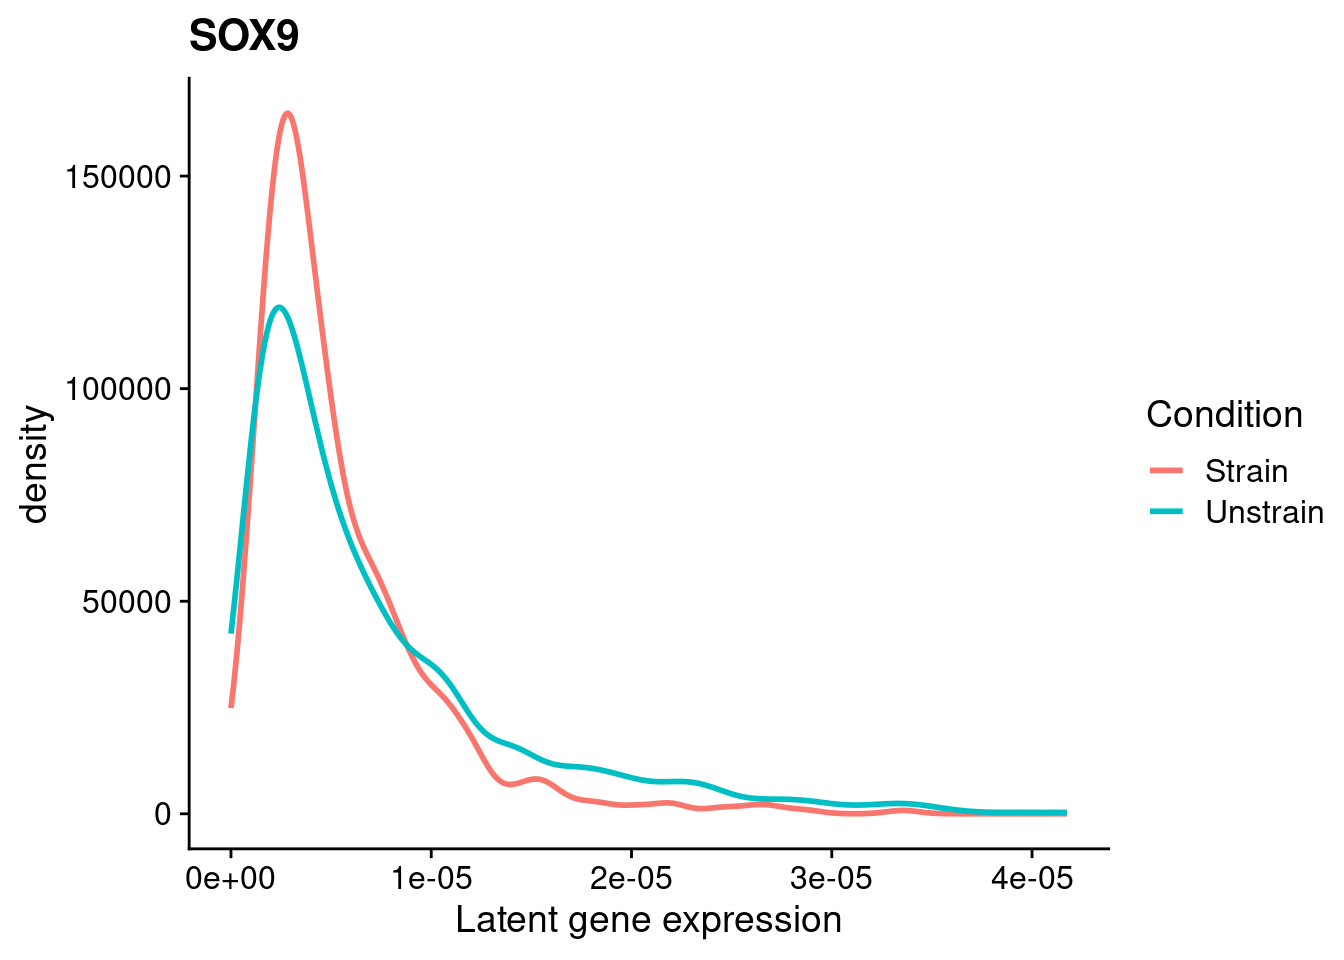 SOX9
150000
100000
50000
0
density
0e+00 1e-05 2e-05 3e-05 4e-05
Latent gene expression
Condition
Strain
Unstrain